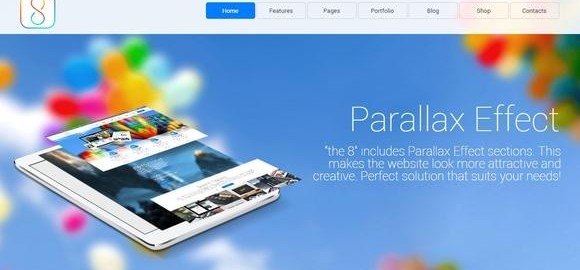 8
Home Features Pages Portfolio Blog Shop Contacts
Parallax Effect
"the 8" includes Parallax Effect sections. This
makes the website look more attractive and
creative. Perfect solution that suits your needs!